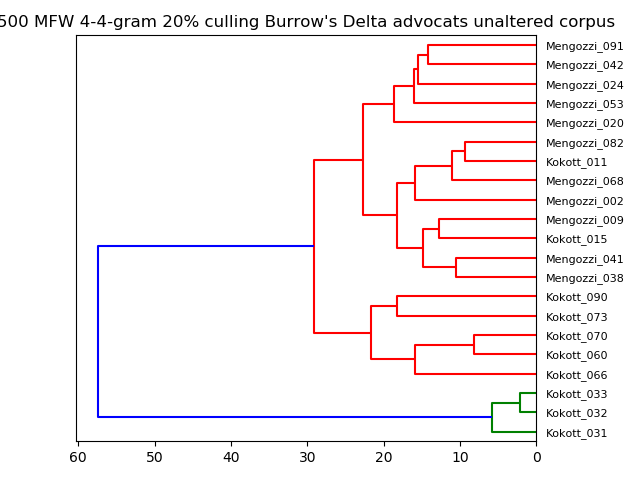 500 MFW 4-4-gram 20% culling Burrow's Delta advocats unaltered corpus
Mengozzi_091
Mengozzi_042
Mengozzi_024
Mengozzi_053
Mengozzi_020
Mengozzi_082
Kokott_011
Mengozzi_068
Mengozzi_002
Mengozzi_009
Kokott_015
Mengozzi_041
Mengozzi_038
Kokott_090
Kokott_073
Kokott_070
Kokott_060
Kokott_066
Kokott_033
Kokott_032
Kokott_031
60 50 40 30 20 10 0